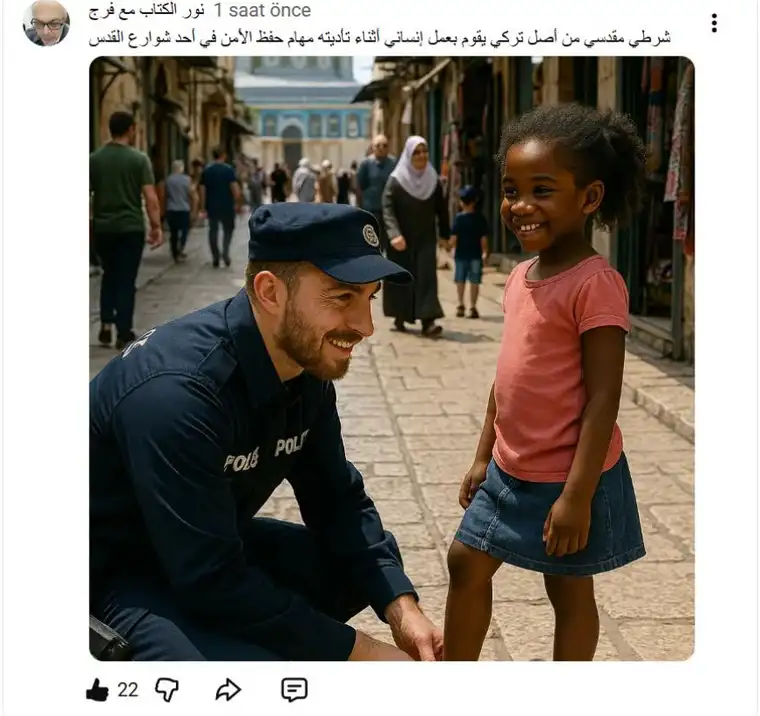 نور الكتاب مع فرج 1 saat önce
شرطي مقدسي من أصل تركي يقوم بعمل إنساني أثناء تأديته مهام حفظ الأمن في أحد شوارع القدس
POLIS POLI
22